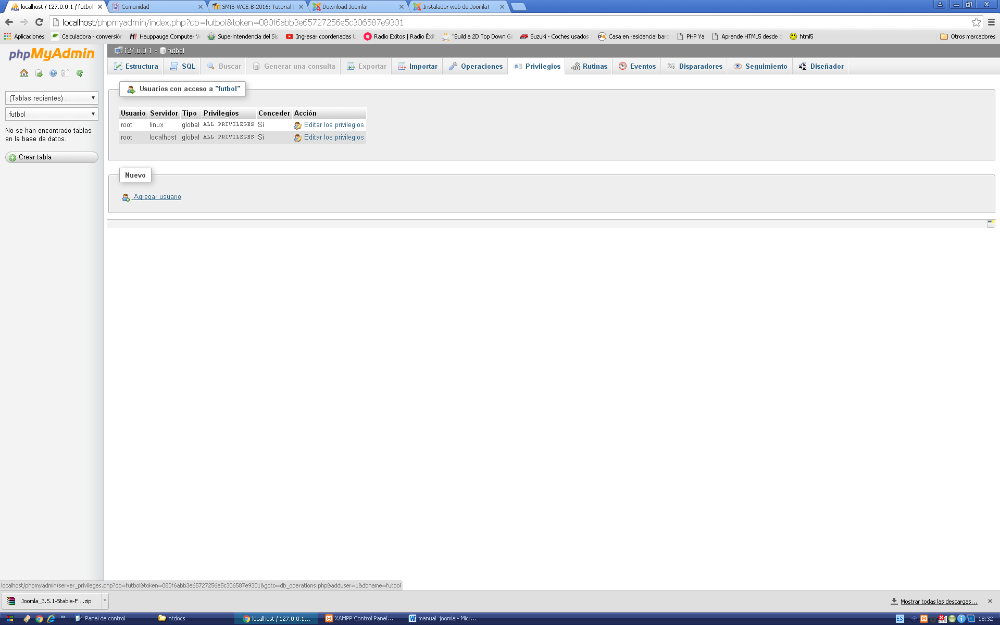 localhost / 127.0.0.1 / futbol
Comunidad
SMIS-WCE-B-2016: Tutorial
Download Joomla!
Instalador web de Joomla!
localhost/phpmyadmin/index.php?db=futbol&token=080f6abb3e65727256e5c306587e9301
Aplicaciones
Calculadora - conversión
Hauppauge Computer
Superintendencia del Sis
Ingresar coordenadas
Radio Exitos | Radio Éxit
"Build a 2D Top Down Ga
Suzuki - Coches usados
Casa en residencial barc
PHP Ya
Aprende HTML5 desde
html5
Otros marcadores
phpMyAdmin
127.0.0.1 » futbol
Estructura
SQL
Buscar
Generar una consulta
Exportar
Importar
Operaciones
Privilegios
Rutinas
Eventos
Disparadores
Seguimiento
Diseñador
(Tablas recientes) ...
futbol
No se han encontrado tablas
en la base de datos.
Crear tabla
Usuarios con acceso a "futbol"
Usuario Servidor Tipo Privilegios Conceder Acción
root linux global ALL PRIVILEGES Sí Editar los privilegios
root localhost global ALL PRIVILEGES Sí Editar los privilegios
Nuevo
Agregar usuario
localhost/phpmyadmin/server_privileges.php?db=futbol&token=080f6abb3e65727256e5c306587e9301&goto=db_operations.php&adduser=1&dbname=futbol
Joomla_3.5.1-Stable-F....zip
Mostrar todas las descargas...
Panel de control
htdocs
localhost / 127.0.0.1...
XAMPP Control Panel...
manual joomla - Micr...
ES
18:32